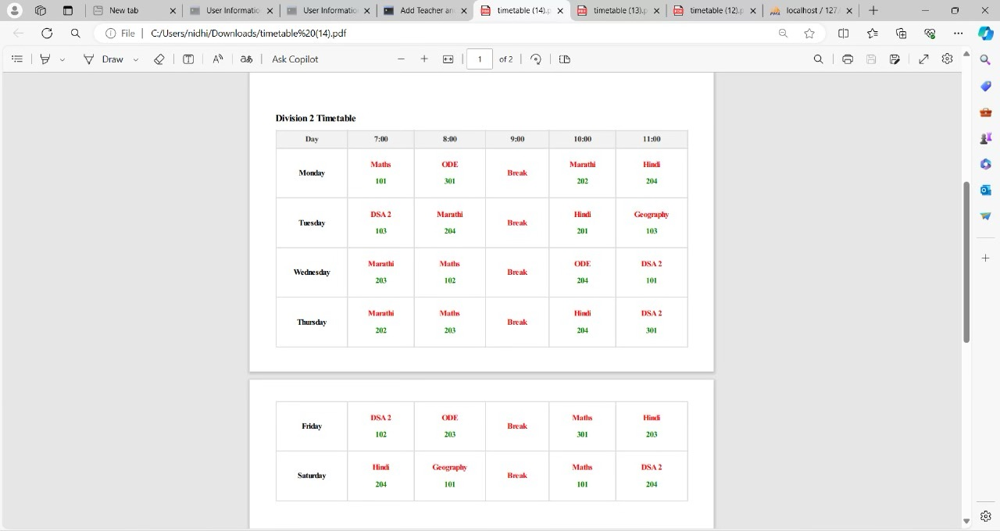 New tab
User Informatio
User Informatio
Add Teacher an
timetable (14).p
timetable (13).p
timetable (12).p
localhost / 127.
File | C:/Users/nidhi/Downloads/timetable%20(14).pdf
Draw
Ask Copilot
1 of 2
Division 2 Timetable
Day 7:00 8:00 9:00 10:00 11:00
Maths ODE Marathi Hindi
Monday Break
101 301 202 204
DSA 2 Marathi Hindi Geography
Tuesday Break
103 204 201 103
Marathi Maths ODE DSA 2
Wednesday Break
203 102 204 101
Marathi Maths Hindi DSA 2
Thursday Break
202 203 204 301
DSA 2 ODE Maths Hindi
Friday Break
102 203 301 203
Hindi Geography Maths DSA 2
Saturday Break
204 101 101 204